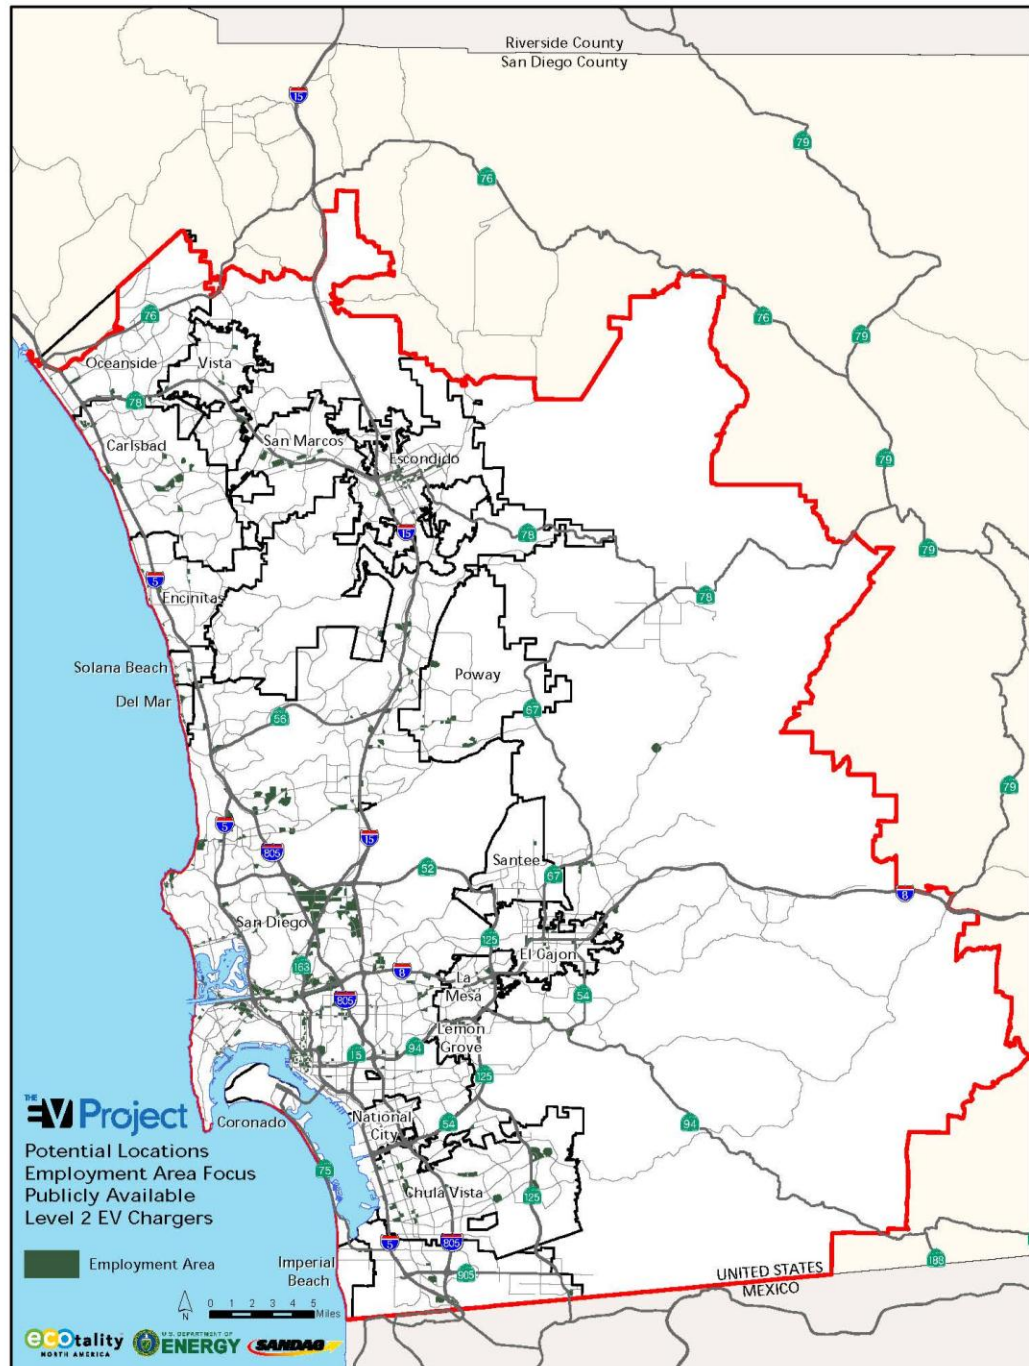 Riverside County
San Diego County
15
79
76
76
76
79
79
Oceanside
Vista
78
Carlsbad
San Marcos
Escondido
79
15
78
79
5
Encinitas
78
Solana Beach
Poway
Del Mar
56
67
79
5
15
805
Santee
52
67
8
San Diego
125
El Cajon
163
8
La
Mesa
54
805
Lemon
Grove
15
94
125
THE
EV Project
Coronado
National
City
54
94
Potential Locations
Employment Area Focus
Publicly Available
Level 2 EV Chargers
75
Chula Vista
125
Employment Area
Imperial
Beach
5
805
905
188
UNITED STATES
MEXICO
N
0 1 2 3 4 5
Miles
ecotality
NORTH AMERICA
U.S. DEPARTMENT OF
ENERGY
SANDAG